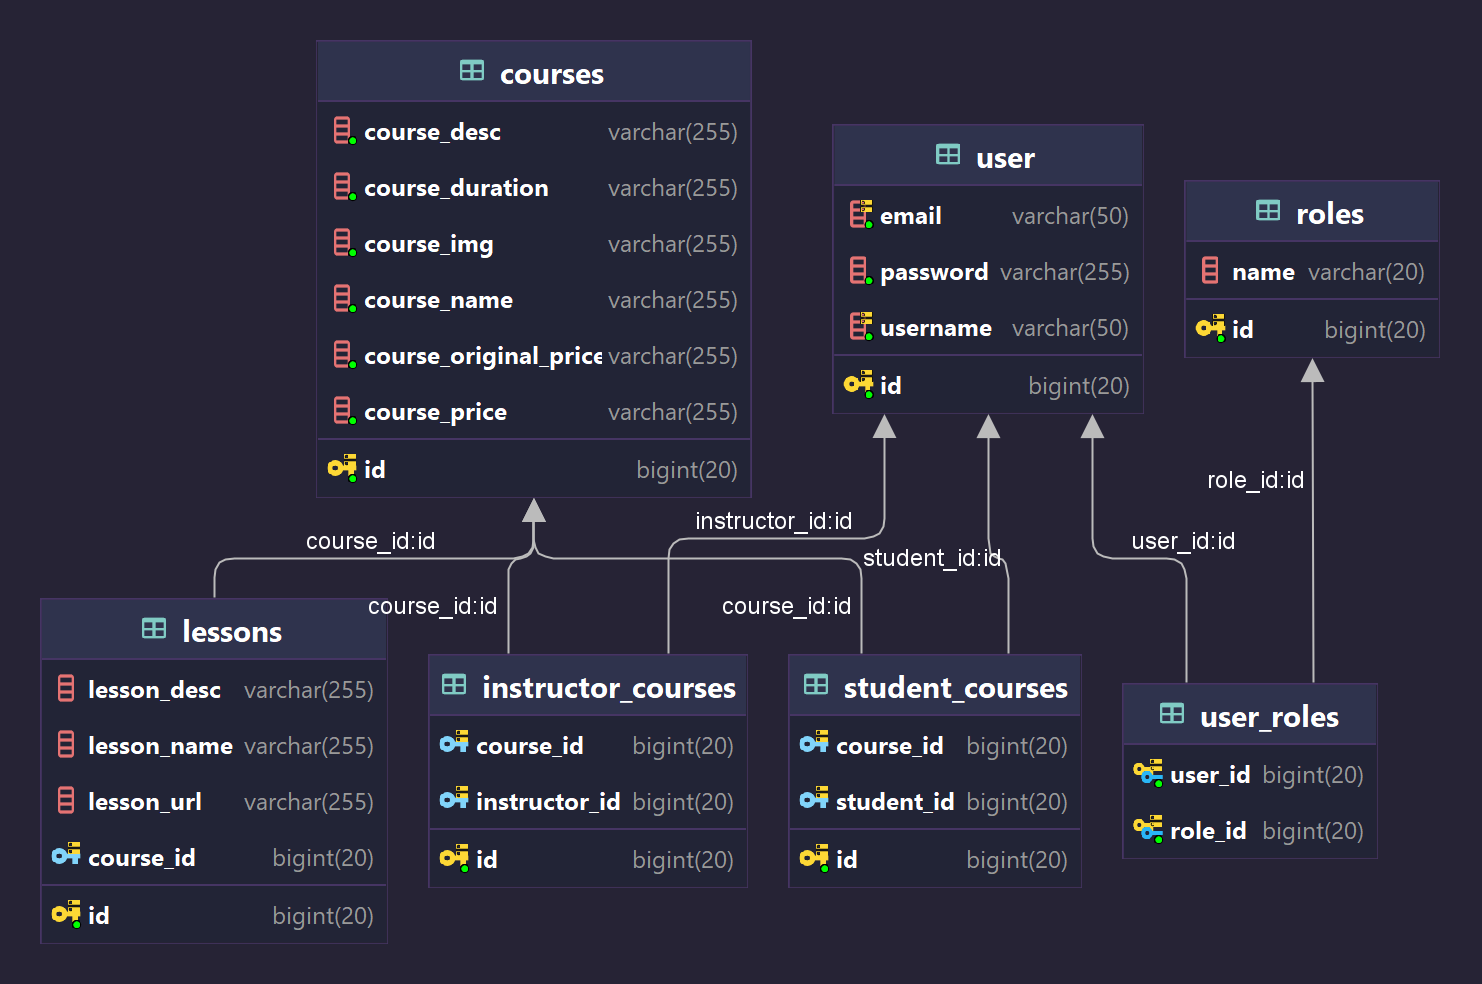 courses
course_desc varchar(255)
course_duration varchar(255)
course_img varchar(255)
course_name varchar(255)
course_original_price varchar(255)
course_price varchar(255)
id bigint(20)
user
email varchar(50)
password varchar(255)
username varchar(50)
id bigint(20)
roles
name varchar(20)
id bigint(20)
role_id:id
instructor_id:id
course_id:id
user_id:id
student_id:id
course_id:id
course_id:id
lessons
lesson_desc varchar(255)
lesson_name varchar(255)
lesson_url varchar(255)
course_id bigint(20)
id bigint(20)
instructor_courses
course_id bigint(20)
instructor_id bigint(20)
id bigint(20)
student_courses
course_id bigint(20)
student_id bigint(20)
id bigint(20)
user_roles
user_id bigint(20)
role_id bigint(20)